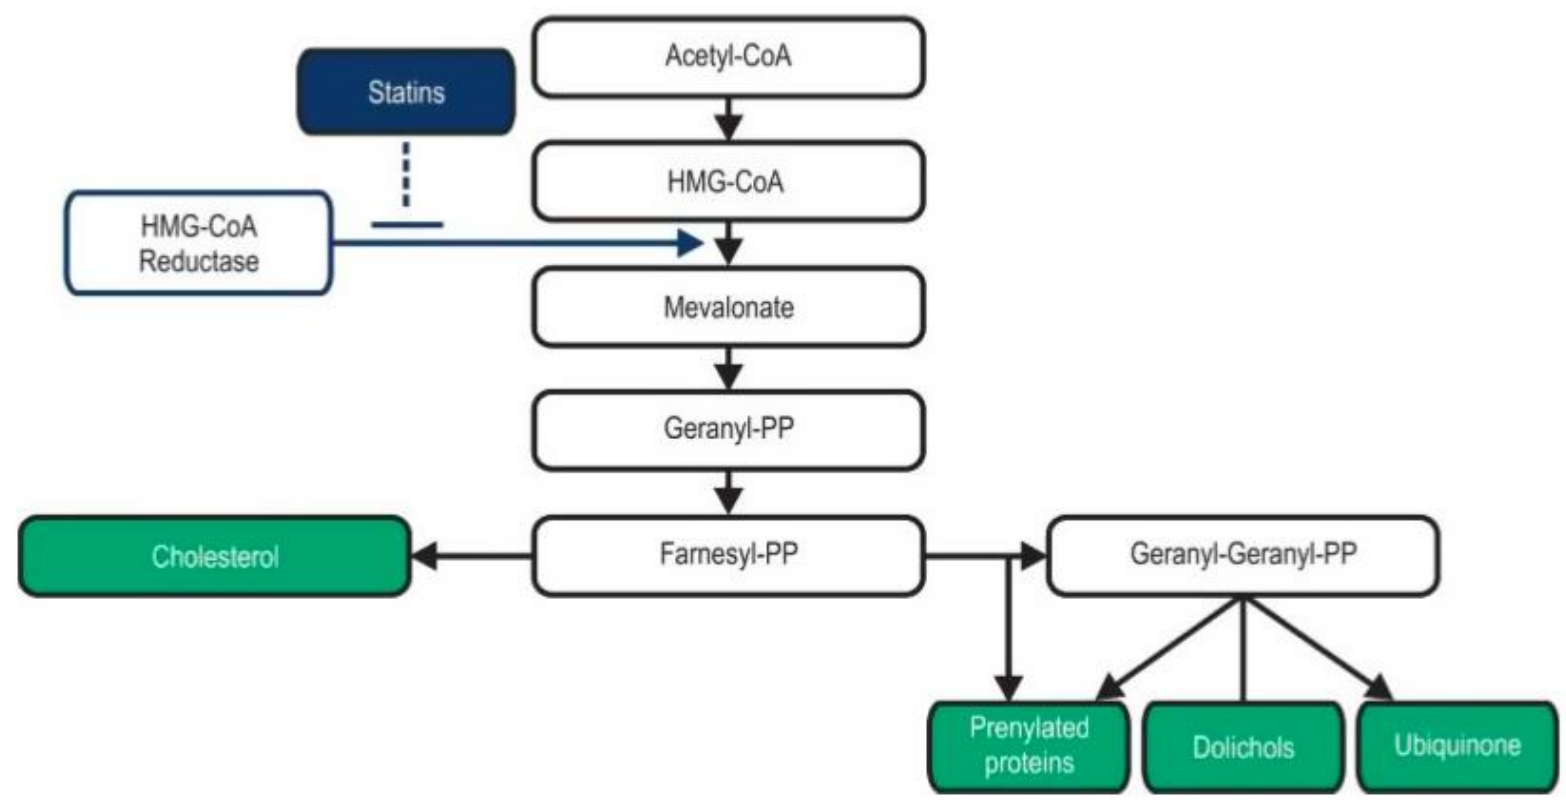 Acetyl-CoA
Statins
HMG-CoA
HMG-CoA
Reductase
Mevalonate
Geranyl-PP
Cholesterol
Farnesyl-PP
Geranyl-Geranyl-PP
Prenylated
proteins
Dolichols
Ubiquinone